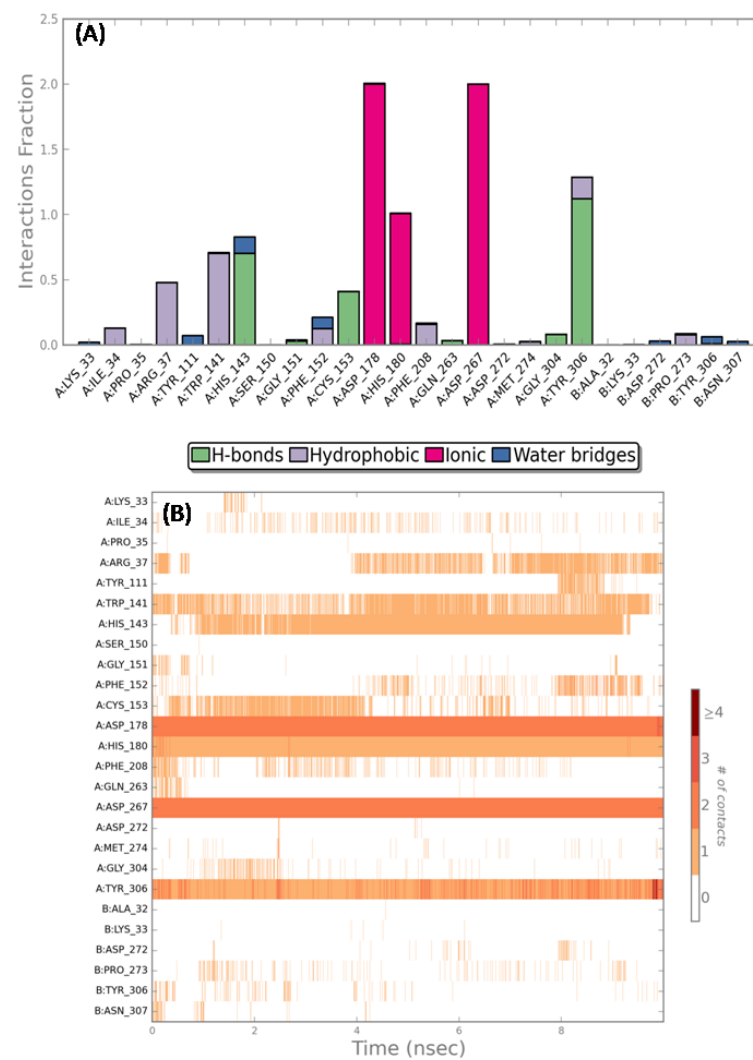 (A)
2.5
2.0
1.5
1.0
0.5
0.0
Interactions Fraction
A:LYS_33
A:ILE_34
A:PRO_35
A:ARG_37
A:TYR_111
A:TRP_141
A:HIS_143
A:SER_150
A:GLY_151
A:PHE_152
A:CYS_153
A:ASP_178
A:HIS_180
A:PHE_208
A:GLN_263
A:ASP_267
A:ASP_272
A:MET_274
A:GLY_304
A:TYR_306
B:ALA_32
B:LYS_33
B:ASP_272
B:PRO_273
B:TYR_306
B:ASN_307
H-bonds Hydrophobic Ionic Water bridges
(B)
A:LYS_33
A:ILE_34
A:PRO_35
A:ARG_37
A:TYR_111
A:TRP_141
A:HIS_143
A:SER_150
A:GLY_151
A:PHE_152
A:CYS_153
A:ASP_178
A:HIS_180
A:PHE_208
A:GLN_263
A:ASP_267
A:ASP_272
A:MET_274
A:GLY_304
A:TYR_306
B:ALA_32
B:LYS_33
B:ASP_272
B:PRO_273
B:TYR_306
B:ASN_307
0 2 4 6 8
Time (nsec)
≥4
3
2
1
0
# of contacts